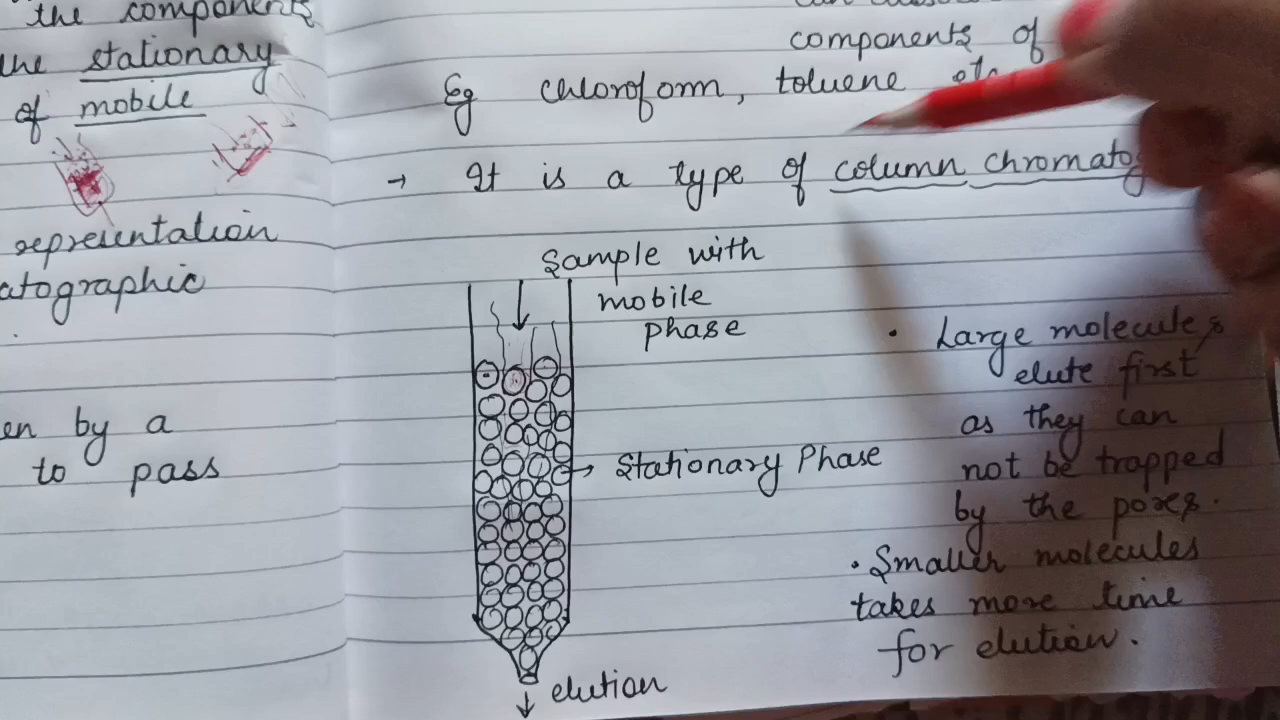 the components
the stationary
of mobile
representation
atographic
en by a
to pass
components of
Eg chloroform, toluene etc
→ It is a type of column chromatog
Sample with
mobile
phase
Stationary Phase
elution
• Large molecules
elute first
as they can
not be trapped
by the pores.
• Smaller molecules
takes more time
for elution.